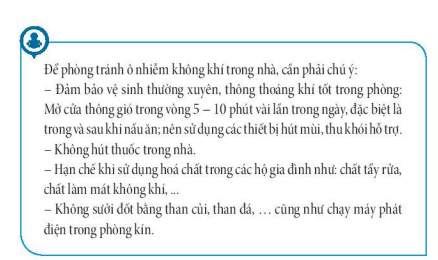 Để phòng tránh ô nhiễm không khí trong nhà, cần phải chú ý:
– Đảm bảo vệ sinh thường xuyên, thông thoáng khí tốt trong phòng:
Mở cửa thông gió trong vòng 5 – 10 phút vài lần trong ngày, đặc biệt là
trong và sau khi nấu ăn; nên sử dụng các thiết bị hút mùi, thu khói hỗ trợ.
– Không hút thuốc trong nhà.
– Hạn chế khi sử dụng hoá chất trong các hộ gia đình như: chất tẩy rửa,
chất làm mát không khí, ...
– Không sưởi đốt bằng than củi, than đá, … cũng như chạy máy phát
điện trong phòng kín.